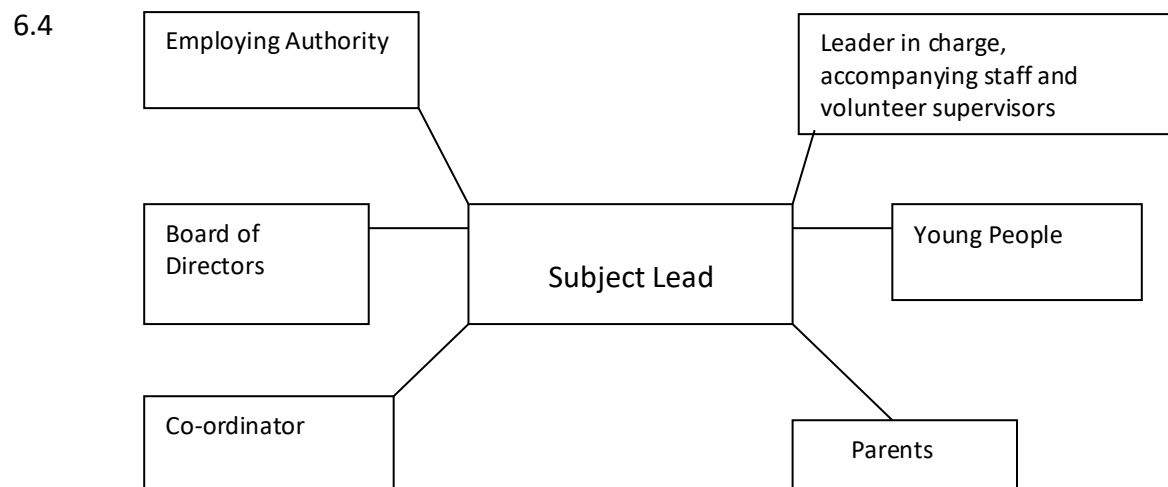 6.4
Employing Authority
Leader in charge,
accompanying staff and
volunteer supervisors
Board of
Directors
Subject Lead
Young People
Co-ordinator
Parents